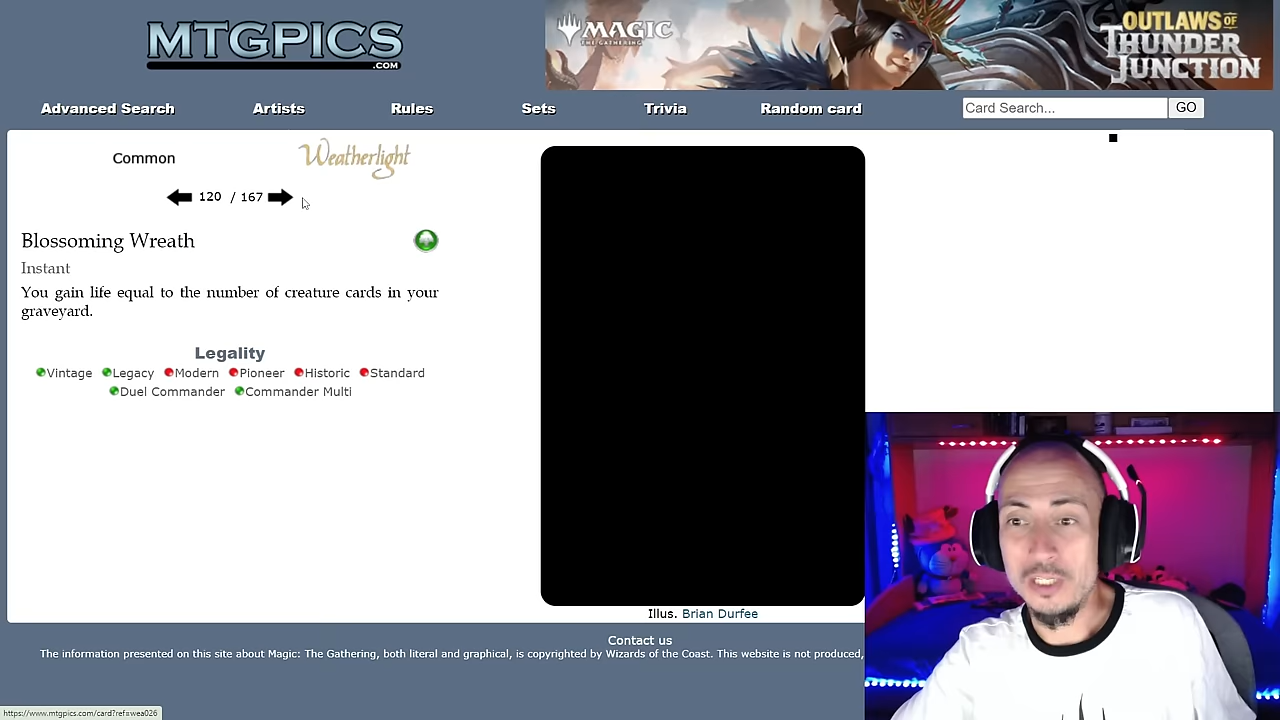 MTGPICS
.COM
MAGIC
THE GATHERING
OUTLAWS OF
THUNDER
JUNCTION
Advanced Search
Artists
Rules
Sets
Trivia
Random card
Card Search...
GO
Common
Weatherlight
120 / 167
Blossoming Wreath
Instant
You gain life equal to the number of creature cards in your
graveyard.
Legality
Vintage Legacy Modern Pioneer Historic Standard
Duel Commander Commander Multi
Illus. Brian Durfee
Contact us
The information presented on this site about Magic: The Gathering, both literal and graphical, is copyrighted by Wizards of the Coast. This website is not produced,
https://www.mtgpics.com/card?ref=wea026